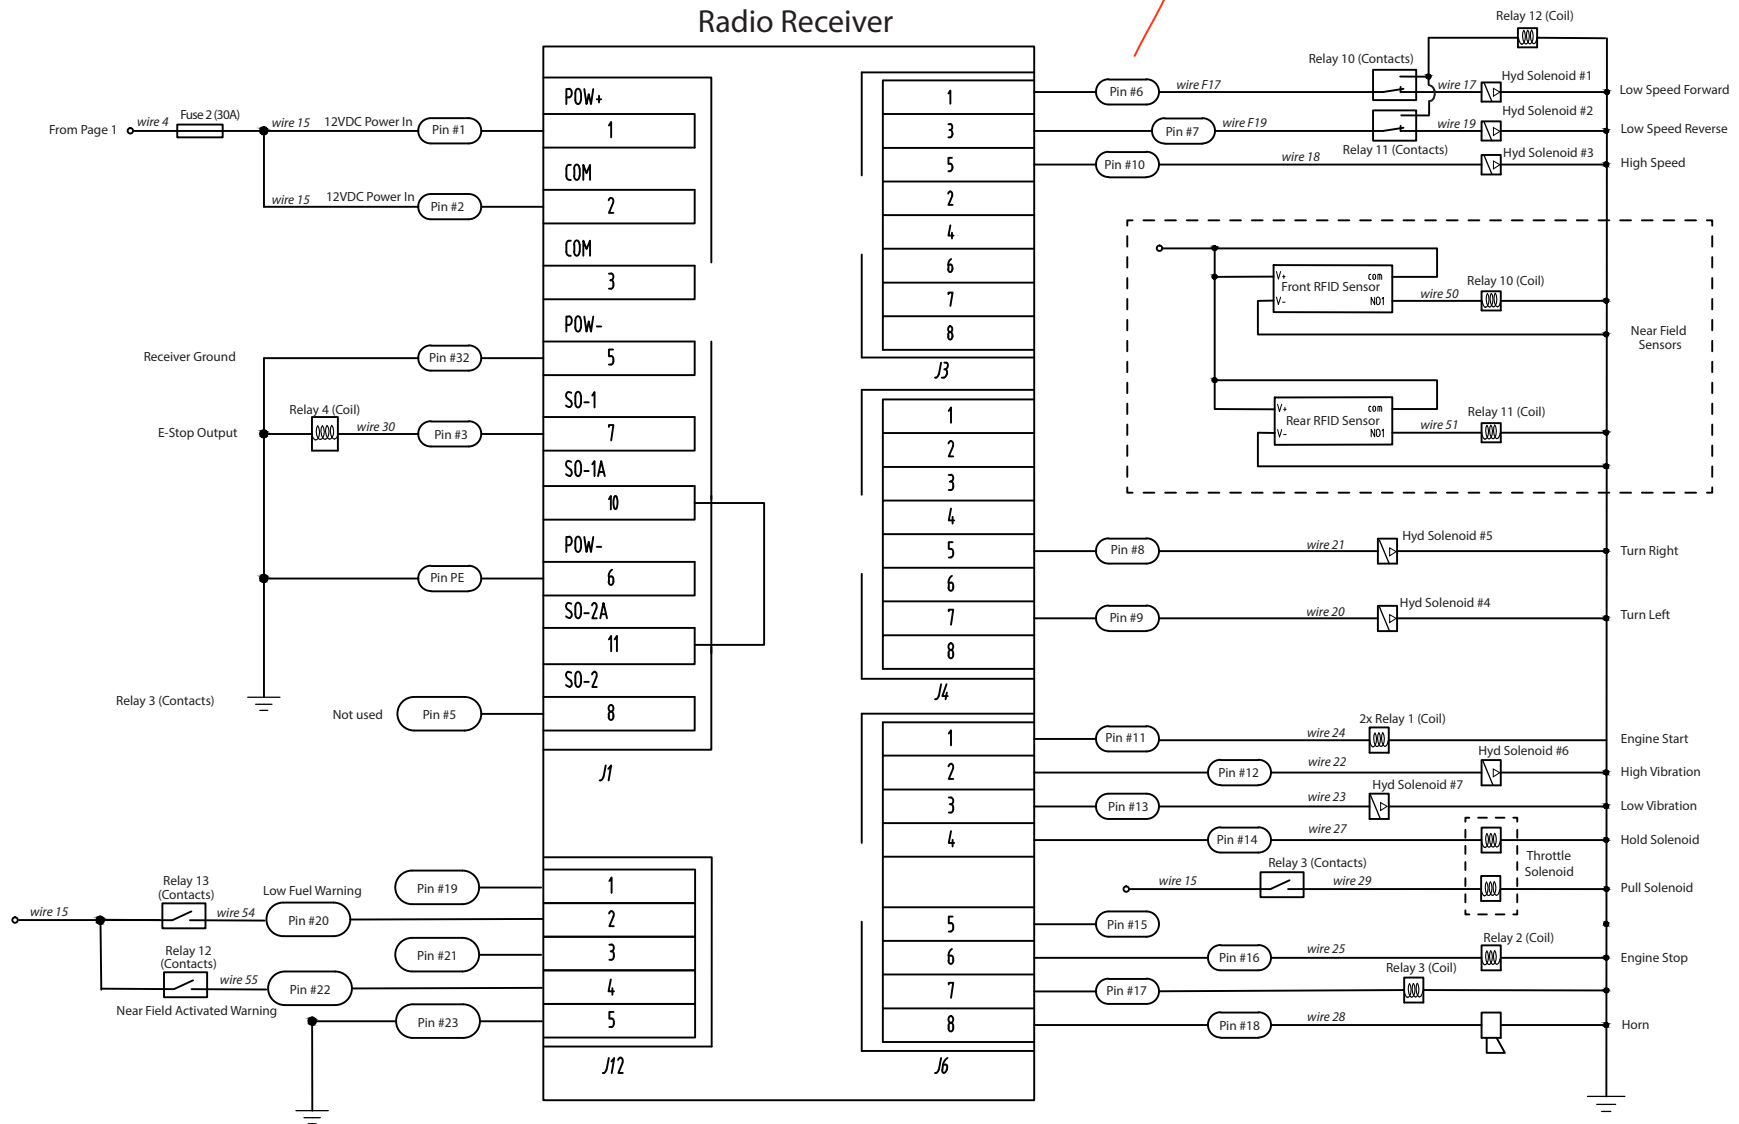 Radio Receiver
From Page 1
wire 4
Fuse 2 (30A)
wire 15
12VDC Power In
Pin #1
wire 15
12VDC Power In
Pin #2
Receiver Ground
Pin #32
Relay 4 (Coil)
E-Stop Output
wire 30
Pin #3
Pin PE
Relay 3 (Contacts)
Not used
Pin #5
POW+
1
COM
2
COM
3
POW-
5
SO-1
7
SO-1A
10
POW-
6
SO-2A
11
SO-2
8
J1
wire 15
Relay 13
(Contacts)
wire 54
Low Fuel Warning
Pin #19
Pin #20
Relay 12
(Contacts)
wire 55
Pin #21
Pin #22
Near Field Activated Warning
Pin #23
1
2
3
4
5
J12
1
3
5
2
4
6
7
8
J3
1
2
3
4
5
6
7
8
J4
1
2
3
4
5
6
7
8
J6
Relay 12 (Coil)
Relay 10 (Contacts)
Pin #6
wire F17
wire 17
Hyd Solenoid #1
Low Speed Forward
Pin #7
wire F19
wire 19
Hyd Solenoid #2
Low Speed Reverse
Relay 11 (Contacts)
Pin #10
wire 18
Hyd Solenoid #3
High Speed
V+
com
Front RFID Sensor
V-
NO1
wire 50
Relay 10 (Coil)
Near Field
Sensors
V+
com
Rear RFID Sensor
V-
NO1
wire 51
Relay 11 (Coil)
Pin #8
wire 21
Hyd Solenoid #5
Turn Right
Pin #9
wire 20
Hyd Solenoid #4
Turn Left
Pin #11
wire 24
2x Relay 1 (Coil)
Engine Start
Pin #12
wire 22
Hyd Solenoid #6
High Vibration
Pin #13
wire 23
Hyd Solenoid #7
Low Vibration
Pin #14
wire 27
Hold Solenoid
Throttle
Solenoid
wire 15
Relay 3 (Contacts)
wire 29
Pull Solenoid
Pin #15
Pin #16
wire 25
Relay 2 (Coil)
Engine Stop
Pin #17
Relay 3 (Coil)
Pin #18
wire 28
Horn